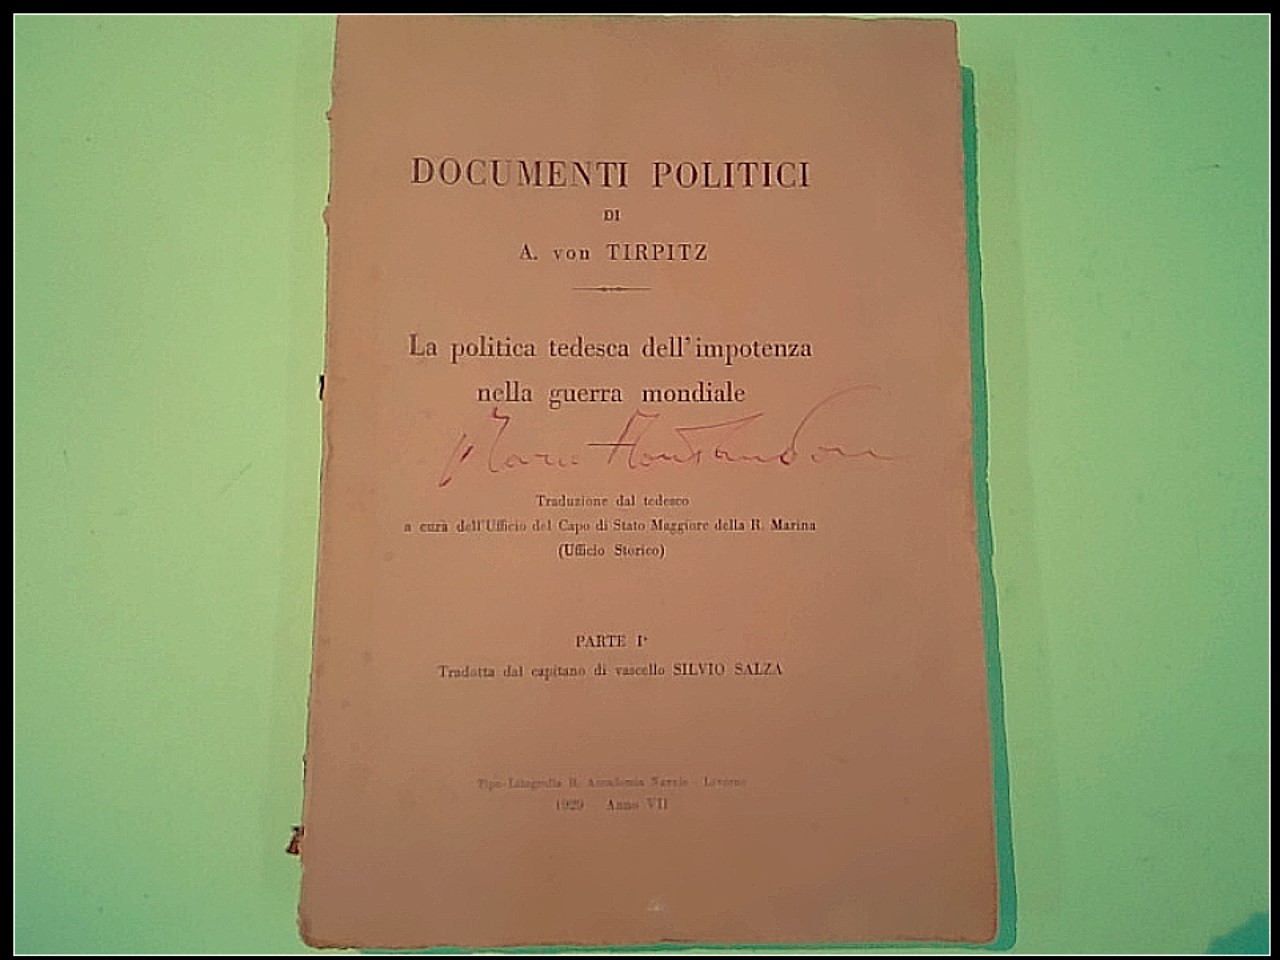 DOCUMENTI POLITICI
DI
A. von TIRPITZ
La politica tedesca dell'impotenza
nella guerra mondiale
Mario
Traduzione dal tedesco
a cura dell'Ufficio del Capo di Stato Maggiore della R. Marina
(Ufficio Storico)
PARTE Iª
Tradotta dal capitano di vascello SILVIO SALZA
Tipo-Litografia R. Accademia Navale - Livorno
1929 - Anno VII